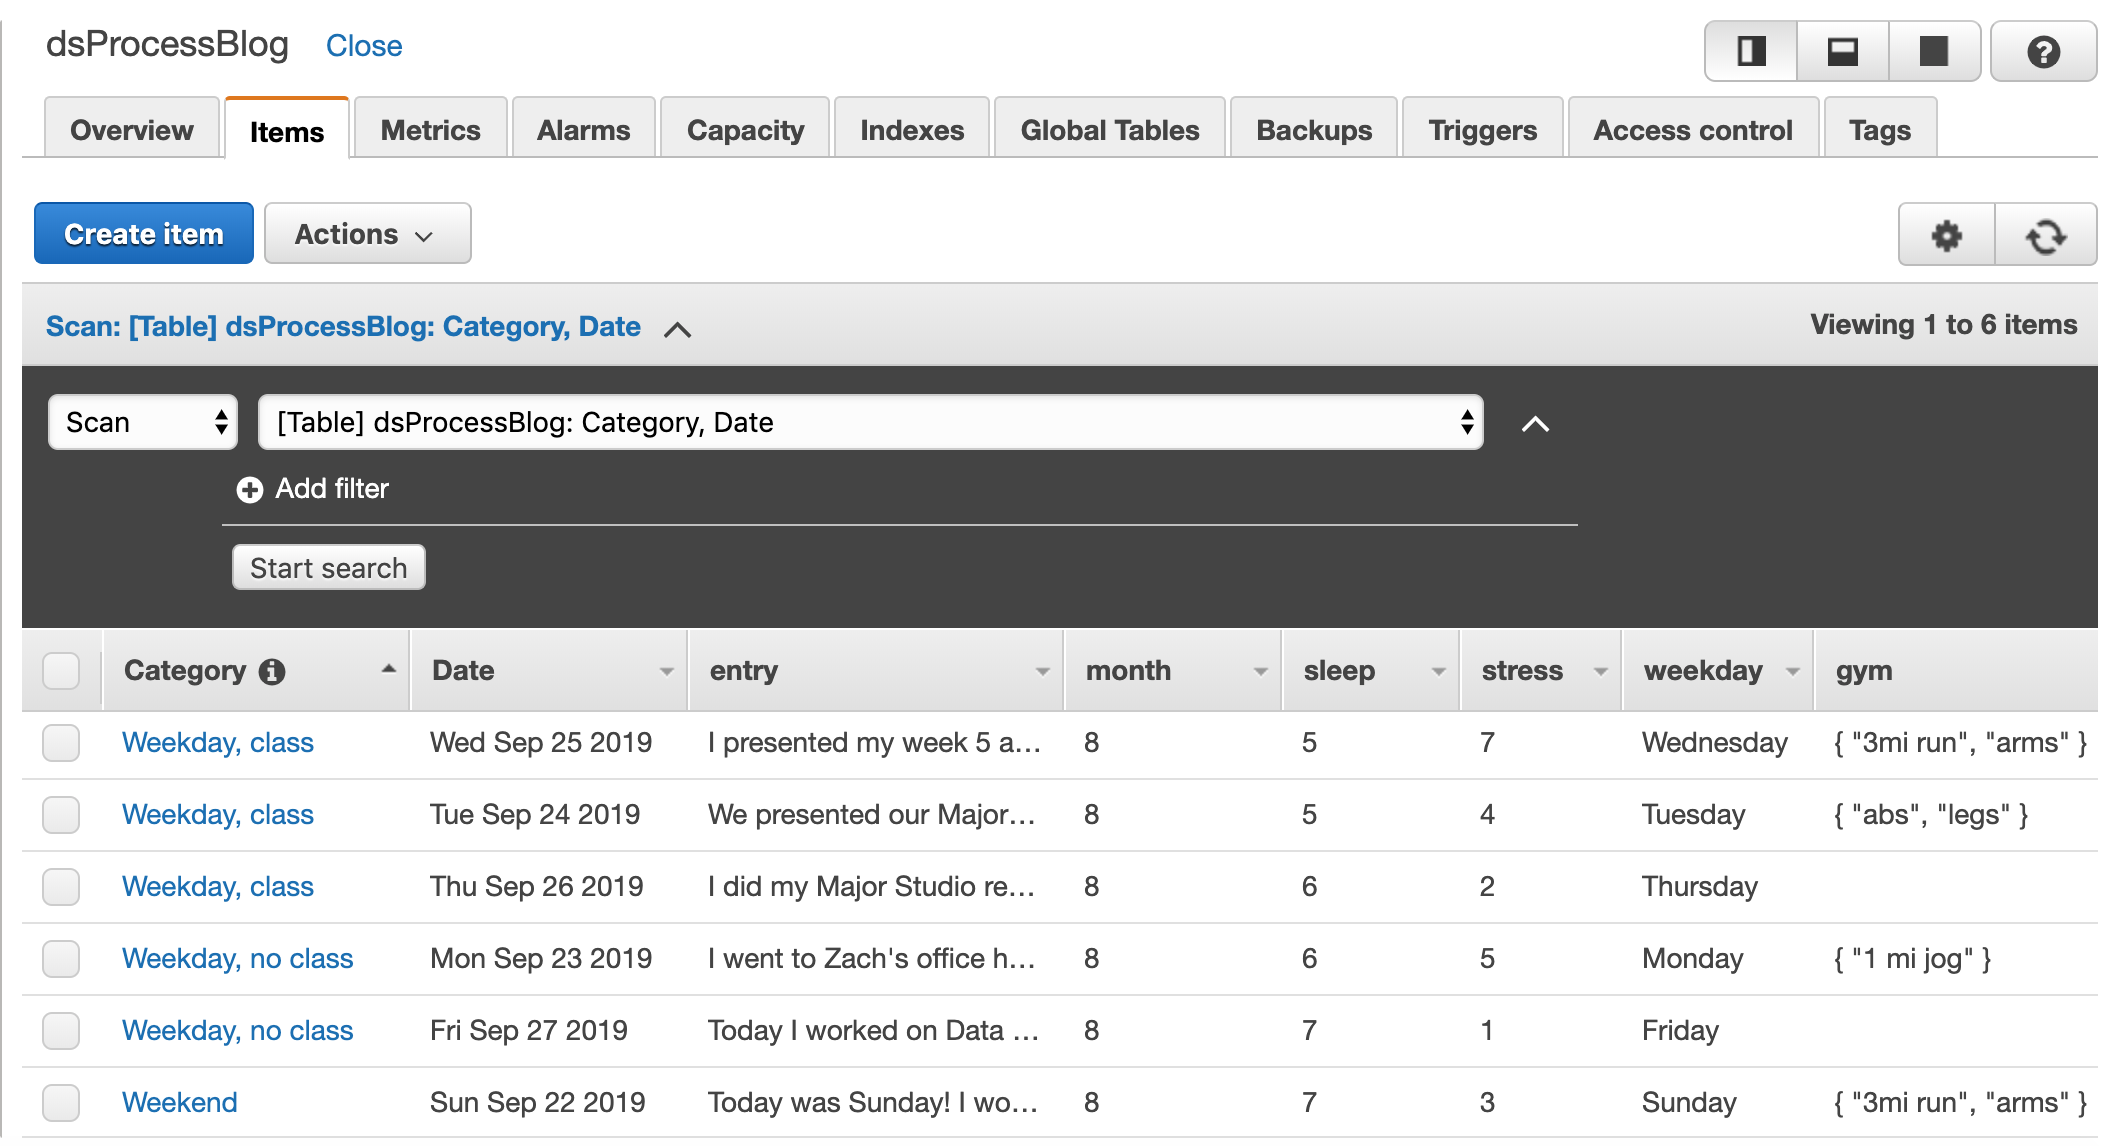 dsProcessBlog Close
Overview Items Metrics Alarms Capacity Indexes Global Tables Backups Triggers Access control Tags
Create item Actions
Scan: [Table] dsProcessBlog: Category, Date Viewing 1 to 6 items
Scan [Table] dsProcessBlog: Category, Date
Add filter
Start search
Category Date entry month sleep stress weekday gym
Weekday, class Wed Sep 25 2019 I presented my week 5 a... 8 5 7 Wednesday { "3mi run", "arms" }
Weekday, class Tue Sep 24 2019 We presented our Major... 8 5 4 Tuesday { "abs", "legs" }
Weekday, class Thu Sep 26 2019 I did my Major Studio re... 8 6 2 Thursday
Weekday, no class Mon Sep 23 2019 I went to Zach's office h... 8 6 5 Monday { "1 mi jog" }
Weekday, no class Fri Sep 27 2019 Today I worked on Data ... 8 7 1 Friday
Weekend Sun Sep 22 2019 Today was Sunday! I wo... 8 7 3 Sunday { "3mi run", "arms" }